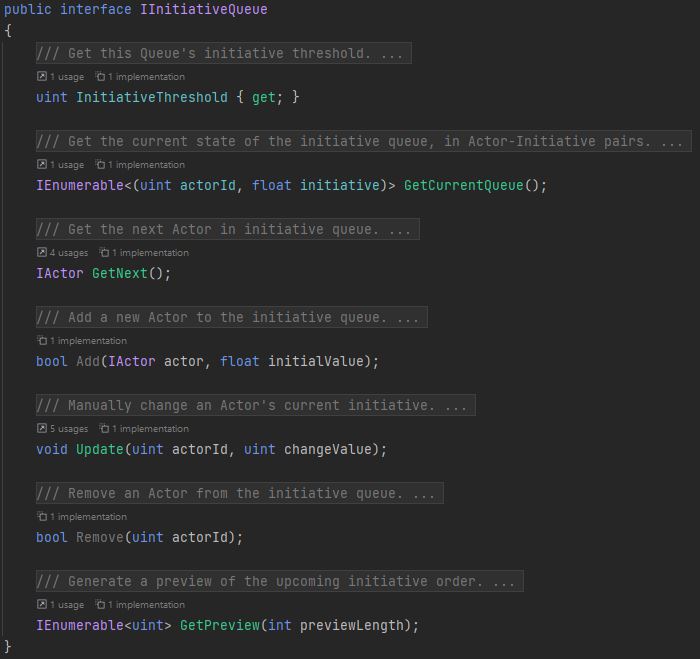 public interface IInitiativeQueue
{
/// Get this Queue's initiative threshold. ...
1 usage 1 implementation
uint InitiativeThreshold { get; }
/// Get the current state of the initiative queue, in Actor-Initiative pairs. ...
1 usage 1 implementation
IEnumerable<(uint actorId, float initiative)> GetCurrentQueue();
/// Get the next Actor in initiative queue. ...
4 usages 1 implementation
IActor GetNext();
/// Add a new Actor to the initiative queue. ...
1 implementation
bool Add(IActor actor, float initialValue);
/// Manually change an Actor's current initiative. ...
5 usages 1 implementation
void Update(uint actorId, uint changeValue);
/// Remove an Actor from the initiative queue. ...
1 implementation
bool Remove(uint actorId);
/// Generate a preview of the upcoming initiative order. ...
1 usage 1 implementation
IEnumerable<uint> GetPreview(int previewLength);
}